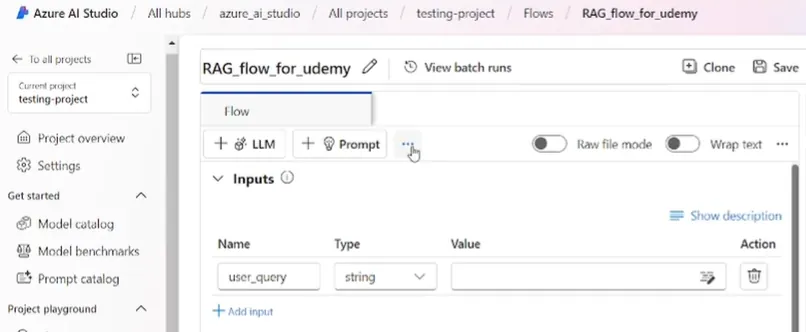 Azure AI Studio / All hubs / azure_ai_studio / All projects / testing-project / Flows / RAG_flow_for_udemy
To all projects
Current project
testing-project
Project overview
Settings
Get started
Model catalog
Model benchmarks
Prompt catalog
Project playground
RAG_flow_for_udemy View batch runs Clone Save
Flow
+ LLM + Prompt ... Raw file mode Wrap text ...
Inputs
Show description
Name Type Value Action
user_query string
+ Add input